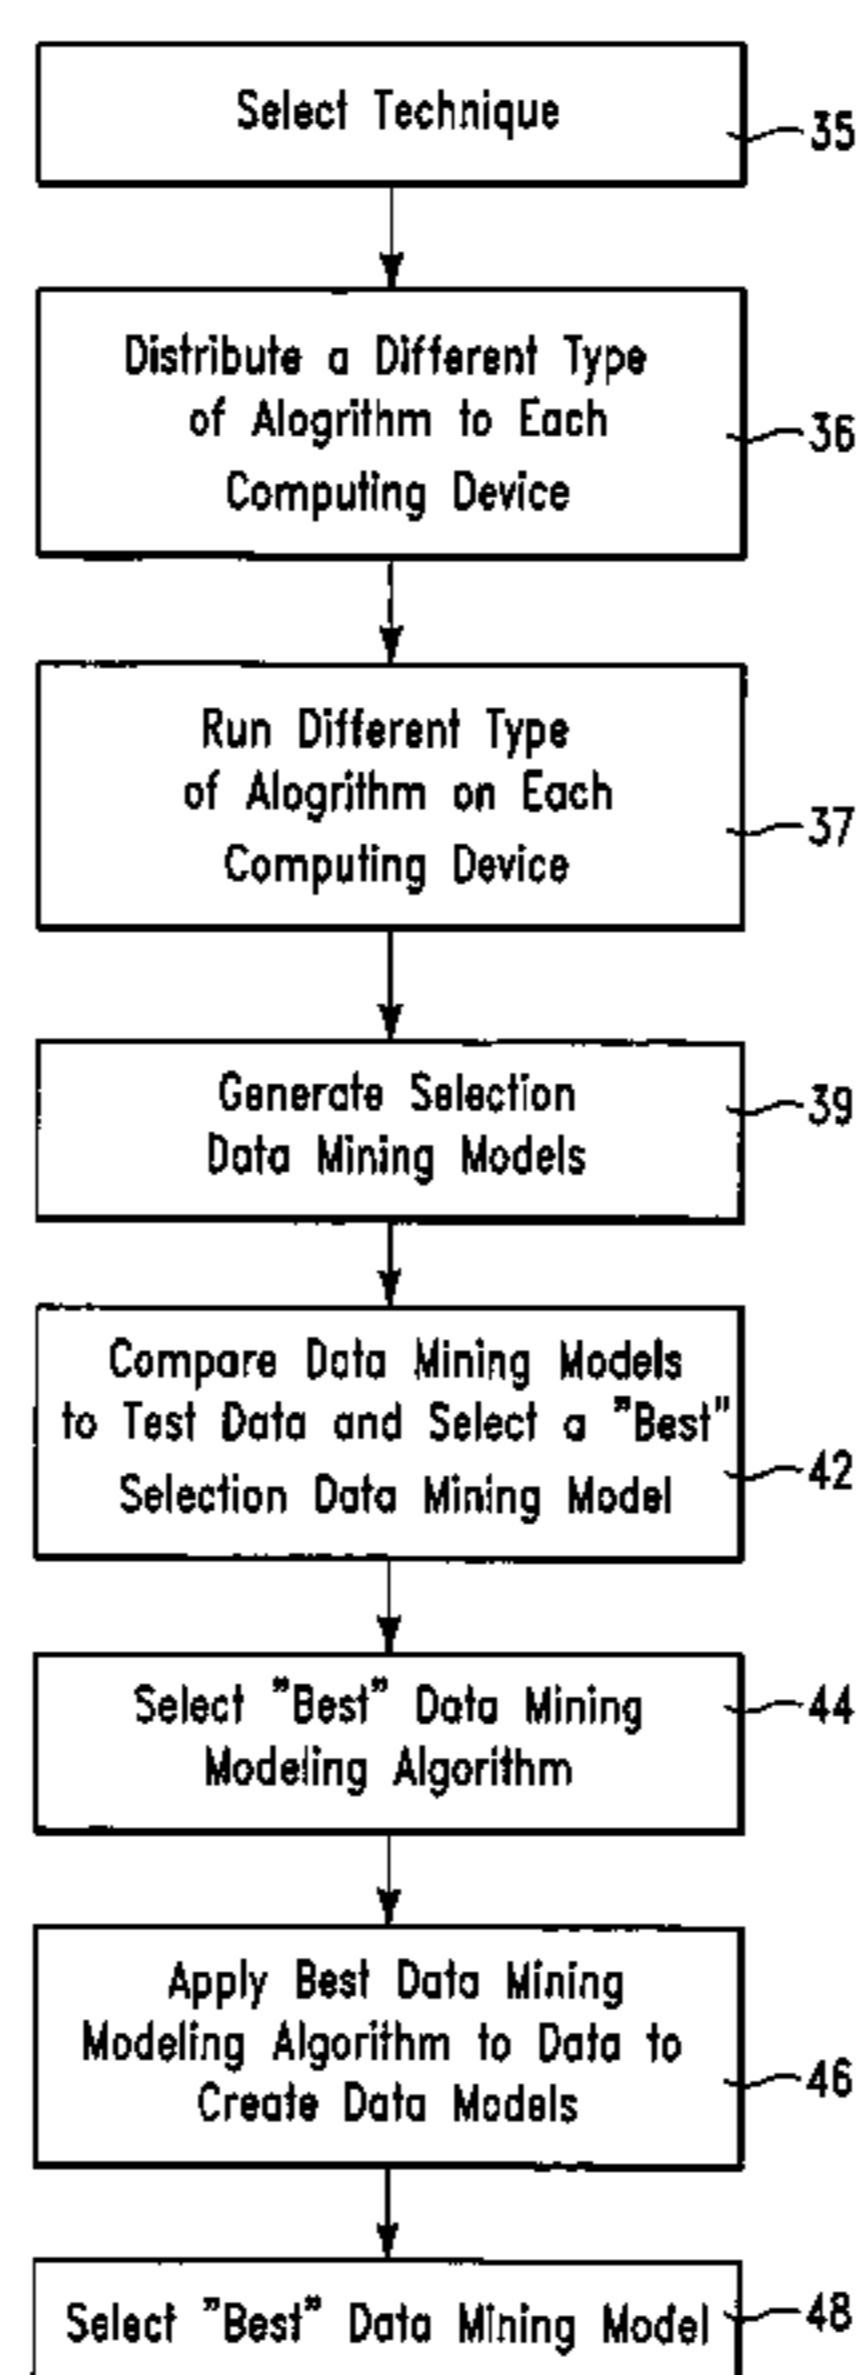 Select Technique
35
Distribute a Different Type
of Alogrithm to Each
Computing Device
36
Run Different Type
of Alogrithm on Each
Computing Device
37
Generate Selection
Data Mining Models
39
Compare Data Mining Models
to Test Data and Select a "Best"
Selection Data Mining Model
42
Select "Best" Data Mining
Modeling Algorithm
44
Apply Best Data Mining
Modeling Algorithm to Data to
Create Data Models
46
Select "Best" Data Mining Model
48